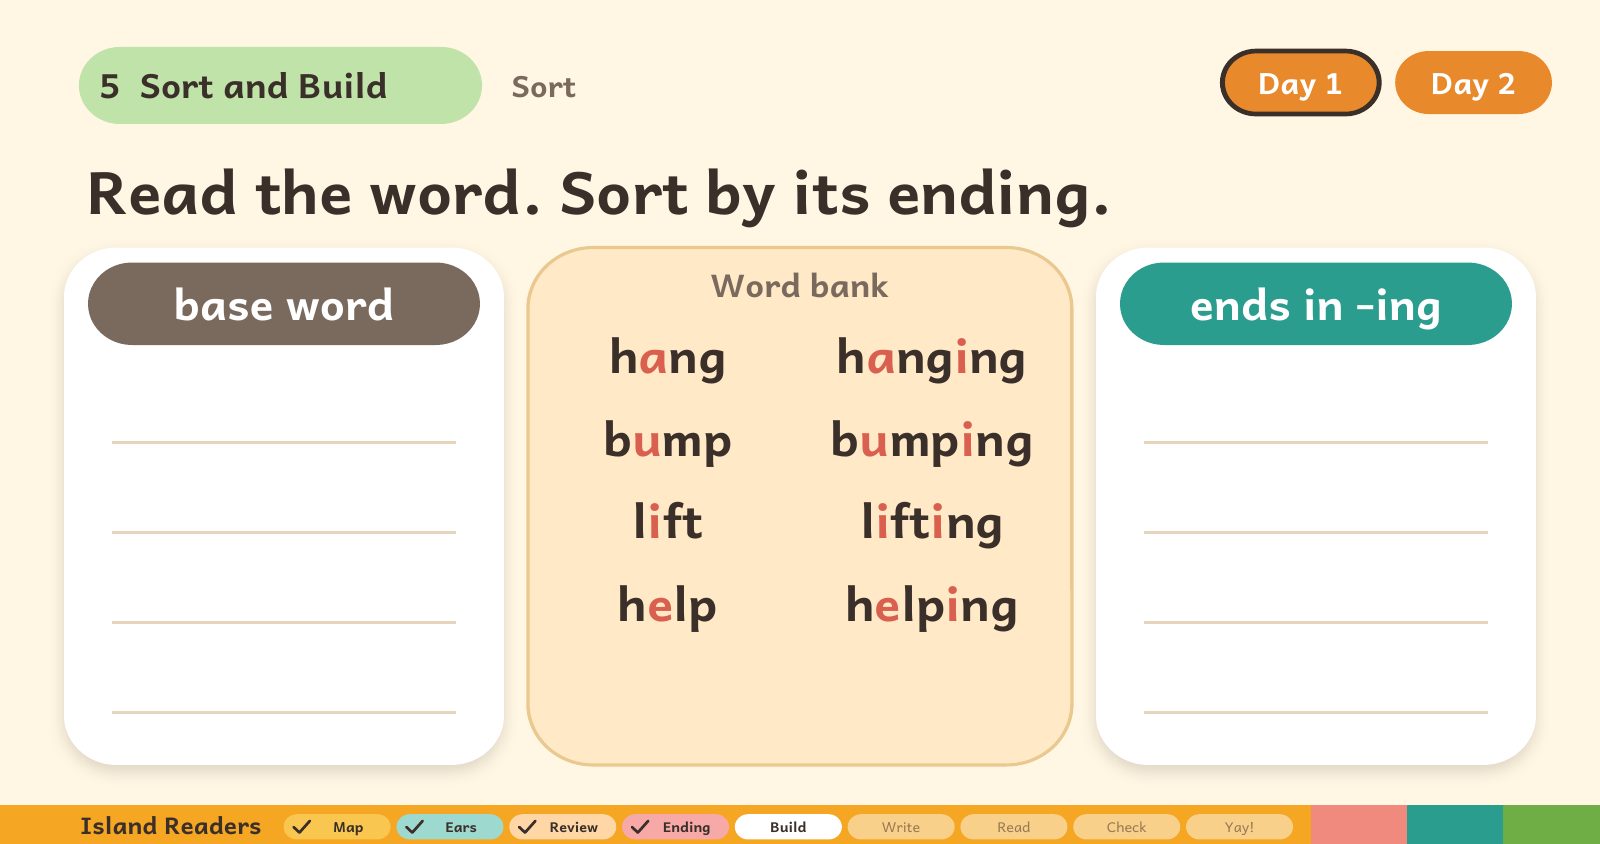 5 Sort and Build
Sort
Day 1
Day 2
Read the word. Sort by its ending.
base word
Word bank
hang hanging
bump bumping
lift lifting
help helping
ends in -ing
Island Readers
Map
Ears
Review
Ending
Build
Write
Read
Check
Yay!